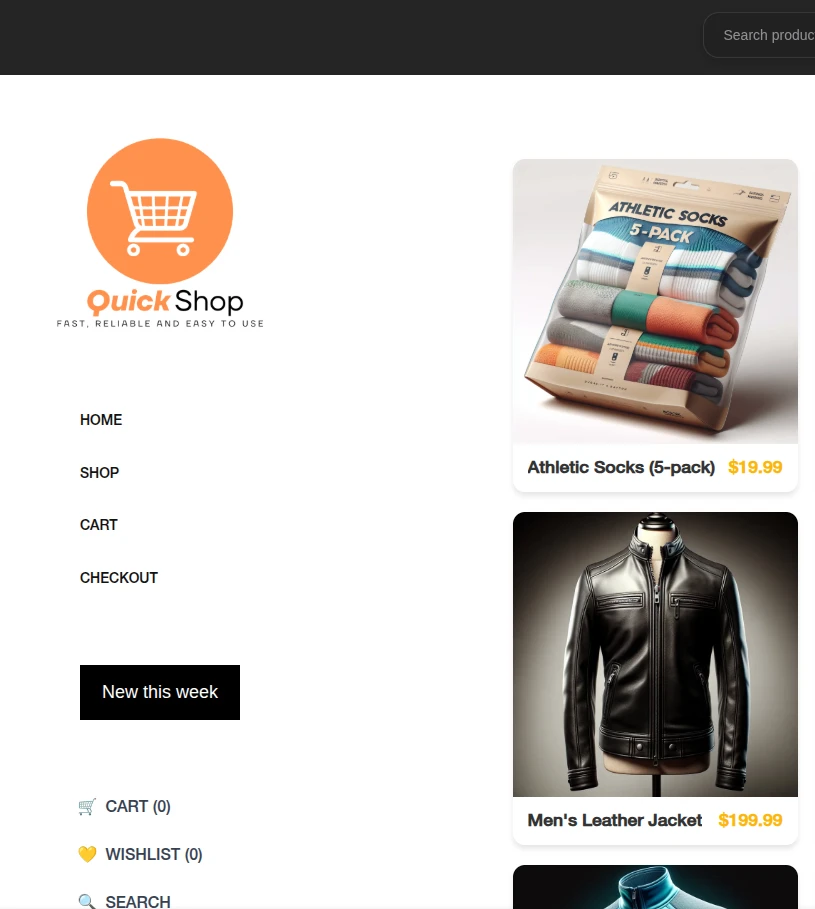 Search produc
Quick Shop
FAST, RELIABLE AND EASY TO USE
HOME
SHOP
CART
CHECKOUT
New this week
🛒 CART (0)
💛 WISHLIST (0)
🔍 SEARCH
ATHLETIC SOCKS
5-PACK
Athletic Socks (5-pack) $19.99
Men's Leather Jacket $199.99